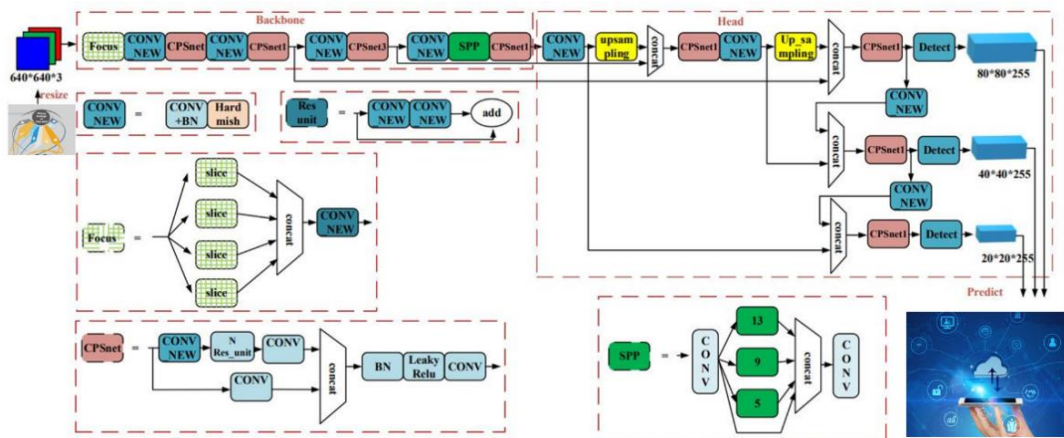 Backbone
Head
Focus
CONV
NEW
CPSnet
CONV
NEW
CPSnet1
CONV
NEW
CPSnet3
CONV
NEW
SPP
CPSnet1
CONV
NEW
upsam
pling
concat
CPSnet1
CONV
NEW
Up_sa
mpling
concat
CPSnet1
Detect
80*80*255
640*640*3
resize
CONV
NEW
=
CONV
+BN
Hard
mish
Res
unit
=
CONV
NEW
CONV
NEW
add
CONV
NEW
concat
CPSnet1
Detect
40*40*255
CONV
NEW
concat
CPSnet1
Detect
20*20*255
Predict
Focus
=
slice
slice
slice
slice
concat
CONV
NEW
CPSnet
=
CONV
NEW
N
Res_unit
CONV
CONV
concat
BN
Leaky
Relu
CONV
SPP
=
CONV
13
9
5
concat
CONV